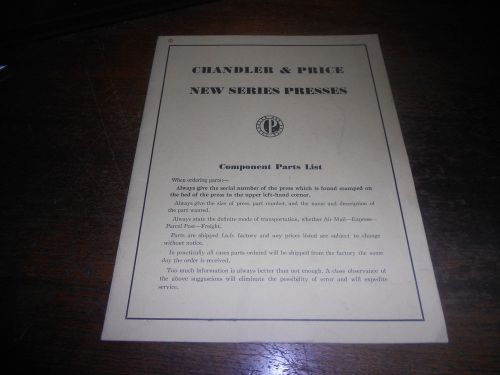 CHANDLER & PRICE
NEW SERIES PRESSES
Component Parts List
When ordering parts:—
Always give the serial number of the press which is found stamped on
the bed of the press in the upper left-hand corner.
Always give the size of press, part number, and the name and description of
the part wanted.
Always state the definite mode of transportation, whether Air Mail—Express—
Parcel Post—Freight.
Parts are shipped f.o.b. factory and any prices listed are subject to change
without notice.
In practically all cases parts ordered will be shipped from the factory the same
day the order is received.
Too much information is always better than not enough. A close observance of
the above suggestions will eliminate the possibility of error and will expedite
service.